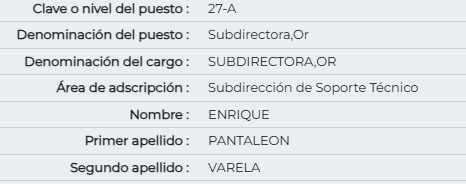 Clave o nivel del puesto : 27-A
Denominación del puesto : Subdirectora,Or
Denominación del cargo : SUBDIRECTORA,OR
Área de adscripción : Subdirección de Soporte Técnico
Nombre : ENRIQUE
Primer apellido : PANTALEON
Segundo apellido : VARELA